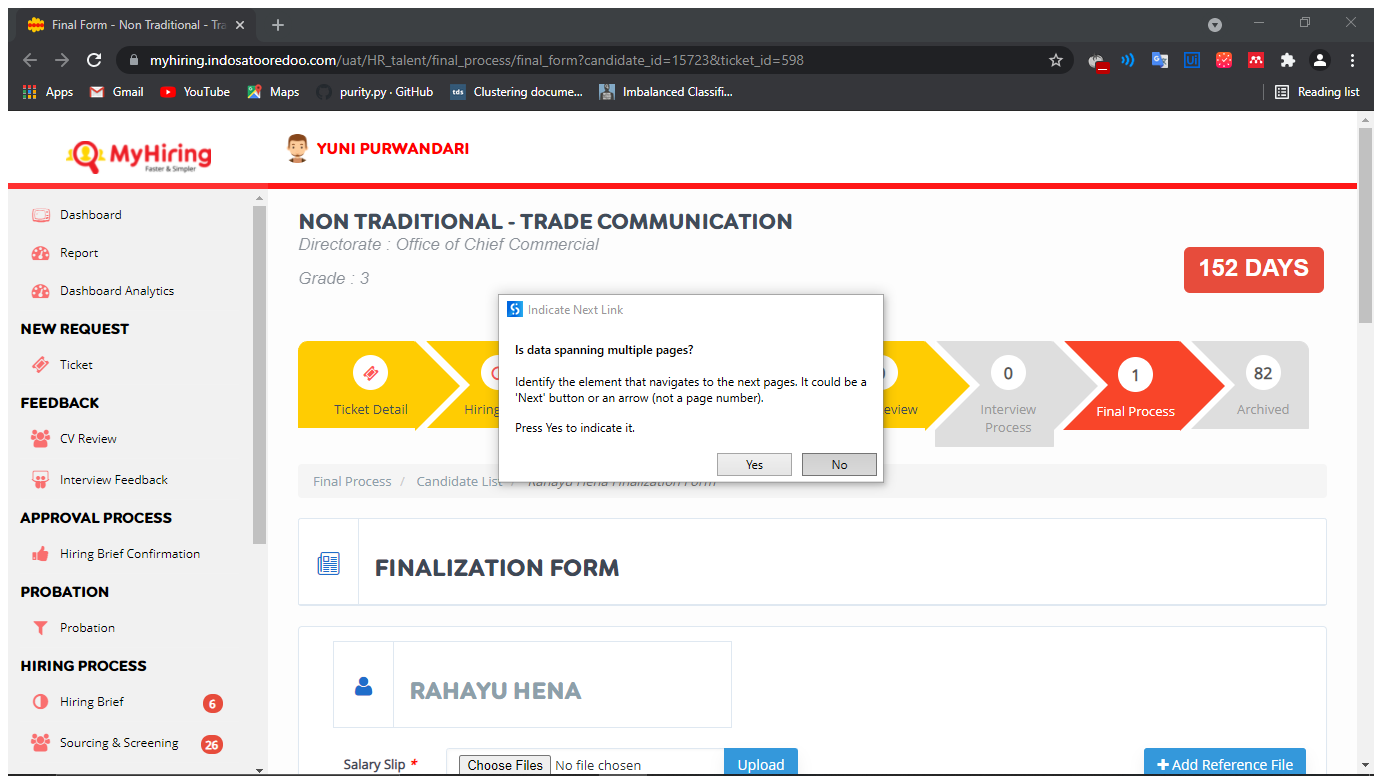 Final Form - Non Traditional - Tra
myhiring.indosatooredoo.com/uat/HR_talent/final_process/final_form?candidate_id=15723&ticket_id=598
Apps Gmail YouTube Maps purity.py · GitHub tds Clustering docume... Imbalanced Classifi... Reading list
MyHiring
Faster & Simpler
YUNI PURWANDARI
Dashboard
Report
Dashboard Analytics
NEW REQUEST
Ticket
FEEDBACK
CV Review
Interview Feedback
APPROVAL PROCESS
Hiring Brief Confirmation
PROBATION
Probation
HIRING PROCESS
Hiring Brief 6
Sourcing & Screening 26
NON TRADITIONAL - TRADE COMMUNICATION
Directorate : Office of Chief Commercial
Grade : 3
152 DAYS
Ticket Detail
Hiring
eview
0
Interview
Process
1
Final Process
82
Archived
Indicate Next Link
Is data spanning multiple pages?
Identify the element that navigates to the next pages. It could be a
'Next' button or an arrow (not a page number).
Press Yes to indicate it.
Yes No
Final Process / Candidate List / Rahayu Hena Finalization Form
FINALIZATION FORM
RAHAYU HENA
Salary Slip * Choose Files No file chosen Upload + Add Reference File